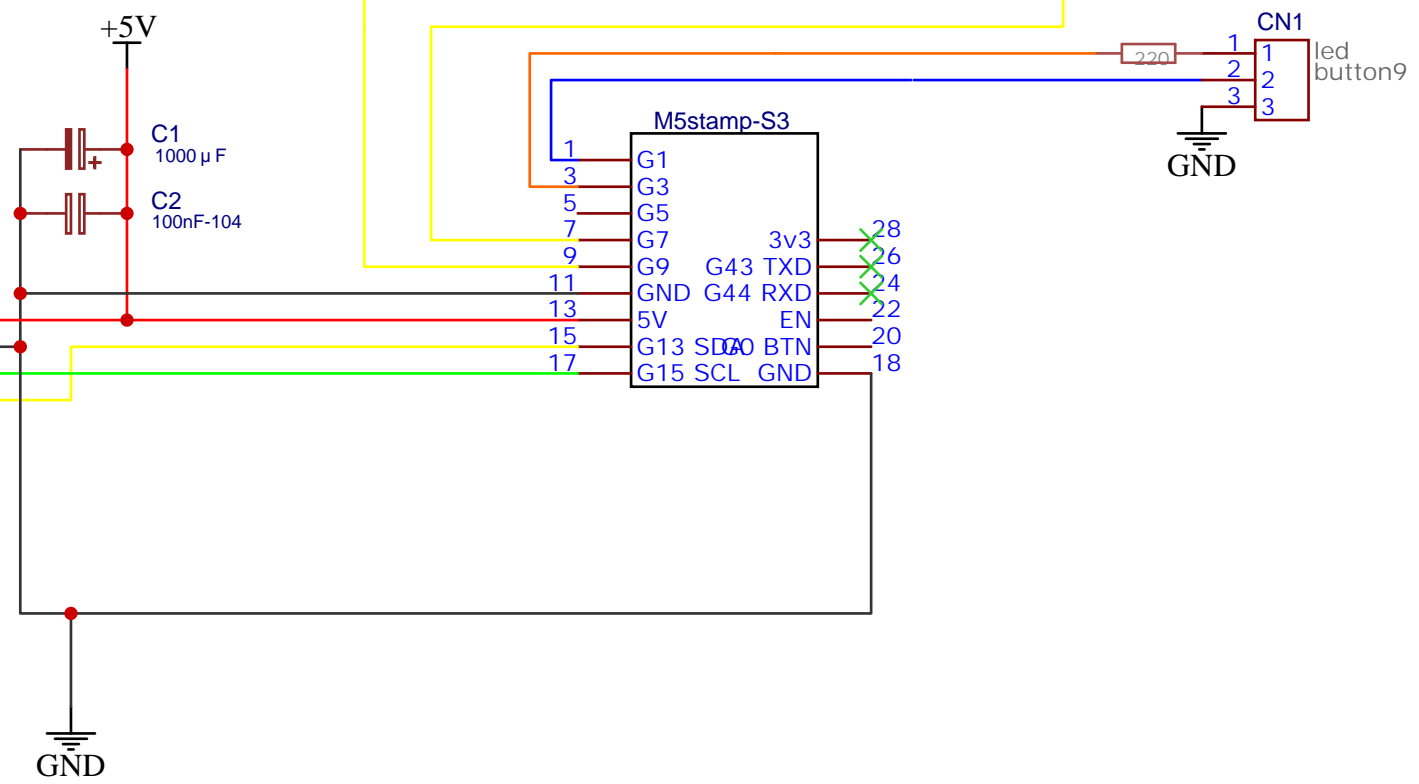 +5V
CN1
1 1 led
2 2 button9
3 3
220
GND
C1
1000 µ F
C2
100nF-104
M5stamp-S3
1 G1
3 G3
5 G5
7 G7 3v3 28
9 G9 G43 TXD 26
11 GND G44 RXD 24
13 5V EN 22
15 G13 SDA G0 BTN 20
17 G15 SCL GND 18
GND